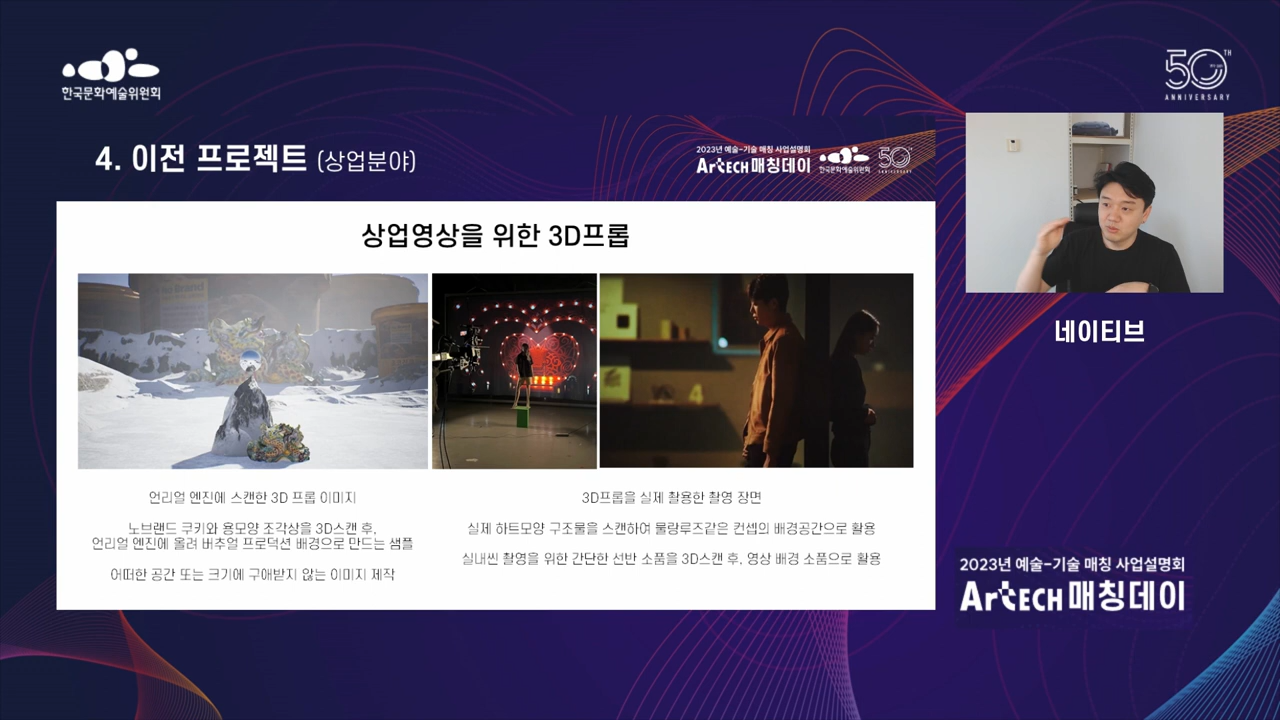 한국문화예술위원회
50TH
ANNIVERSARY
4. 이전 프로젝트 (상업분야)
2023년 예술-기술 매칭 사업설명회
ArtECH 매칭데이
한국문화예술위원회
50
상업영상을 위한 3D프롭
네이티브
언리얼 엔진에 스캔한 3D 프롭 이미지
노브랜드 쿠키와 용모양 조각상을 3D스캔 후,
언리얼 엔진에 올려 버추얼 프로덕션 배경으로 만드는 샘플
어떠한 공간 또는 크기에 구애받지 않는 이미지 제작
3D프롭을 실제 활용한 촬영 장면
실제 하트모양 구조물을 스캔하여 물랑루즈같은 컨셉의 배경공간으로 활용
실내씬 촬영을 위한 간단한 선반 소품을 3D스캔 후, 영상 배경 소품으로 활용
2023년 예술-기술 매칭 사업설명회
ArtECH 매칭데이